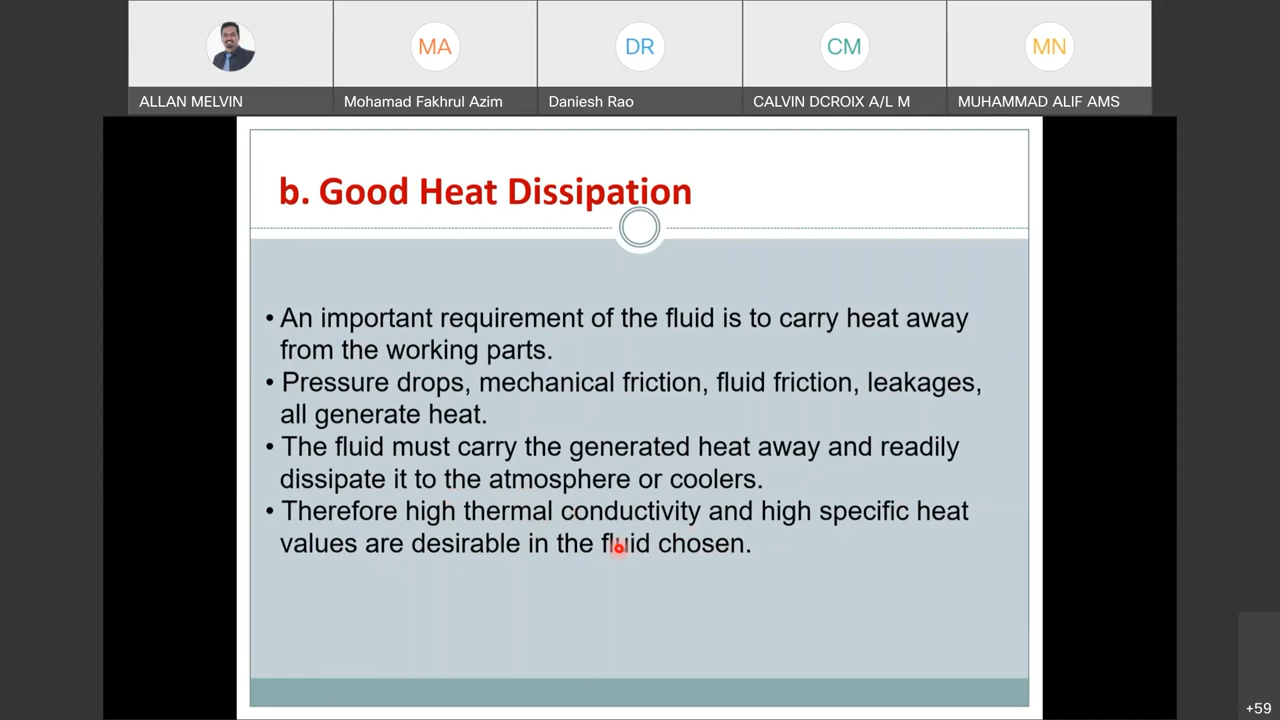 MA
DR
CM
MN
ALLAN MELVIN
Mohamad Fakhrul Azim
Daniesh Rao
CALVIN DCROIX A/L M
MUHAMMAD ALIF AMS
b. Good Heat Dissipation
• An important requirement of the fluid is to carry heat away
from the working parts.
• Pressure drops, mechanical friction, fluid friction, leakages,
all generate heat.
• The fluid must carry the generated heat away and readily
dissipate it to the atmosphere or coolers.
• Therefore high thermal conductivity and high specific heat
values are desirable in the fluid chosen.
+59